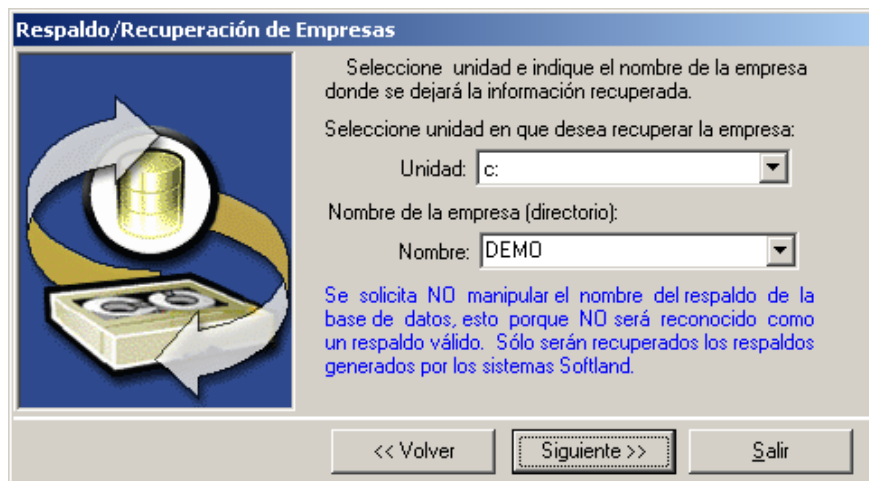 Respaldo/Recuperación de Empresas
Seleccione unidad e indique el nombre de la empresa
donde se dejará la información recuperada.
Seleccione unidad en que desea recuperar la empresa:
Unidad: c:
Nombre de la empresa (directorio):
Nombre: DEMO
Se solicita NO manipular el nombre del respaldo de la
base de datos, esto porque NO será reconocido como
un respaldo válido. Sólo serán recuperados los respaldos
generados por los sistemas Softland.
<< Volver Siguiente >> Salir